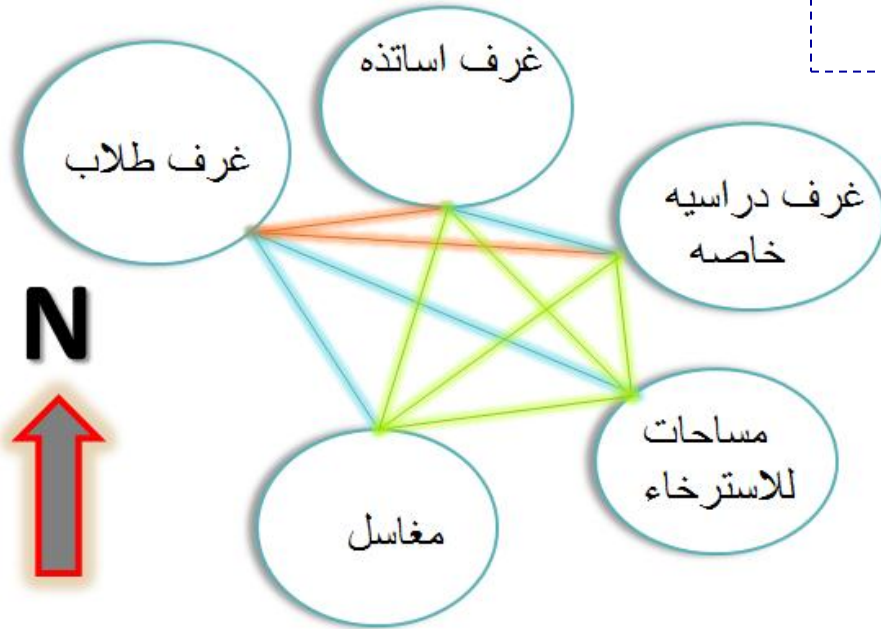 غرف اساتذه
غرف طلاب
غرف دراسيه
خاصه
N
مساحات
للاسترخاء
مغاسل